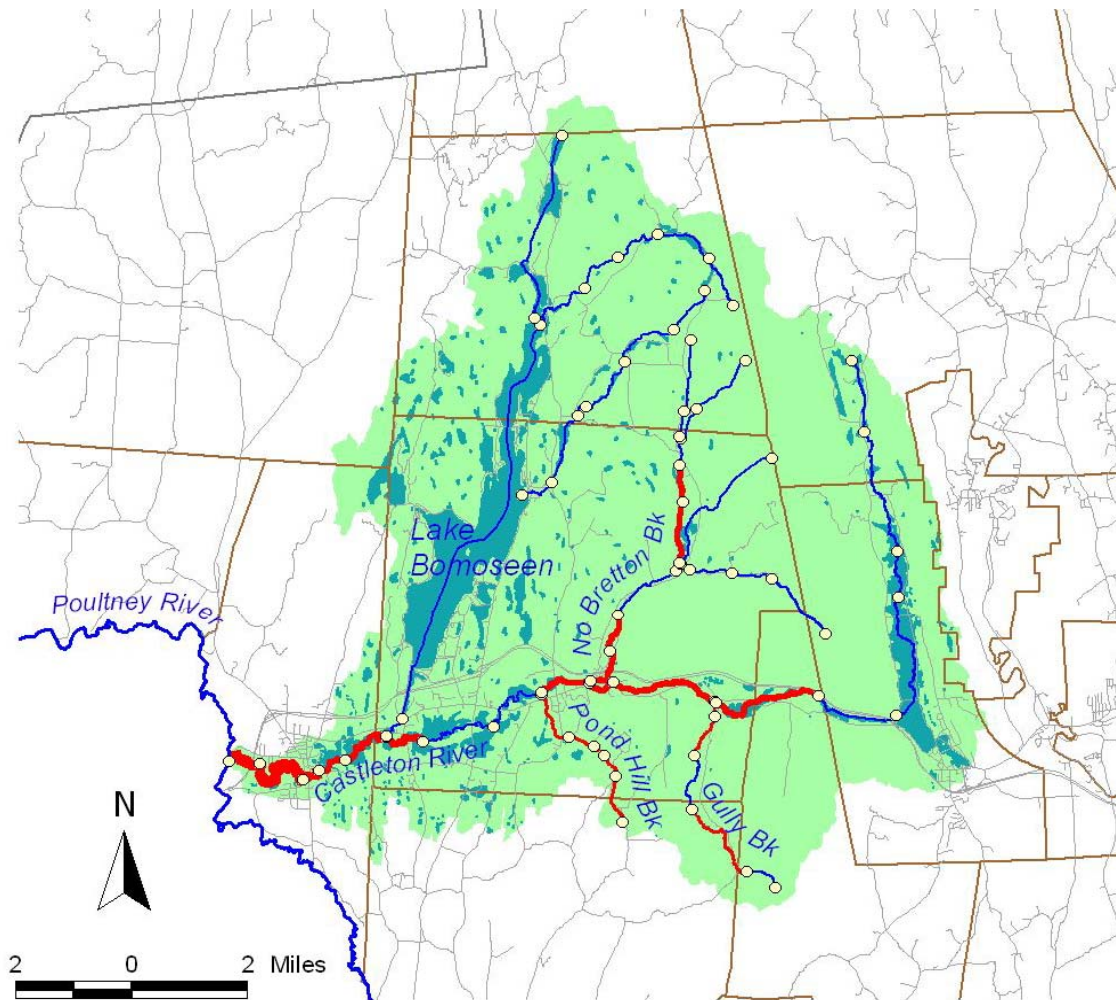 Lake
Bomoseen
No Bretton Bk
Poultney River
Pond Hill Bk
Castleton River
Gully Bk
N
2 0 2 Miles